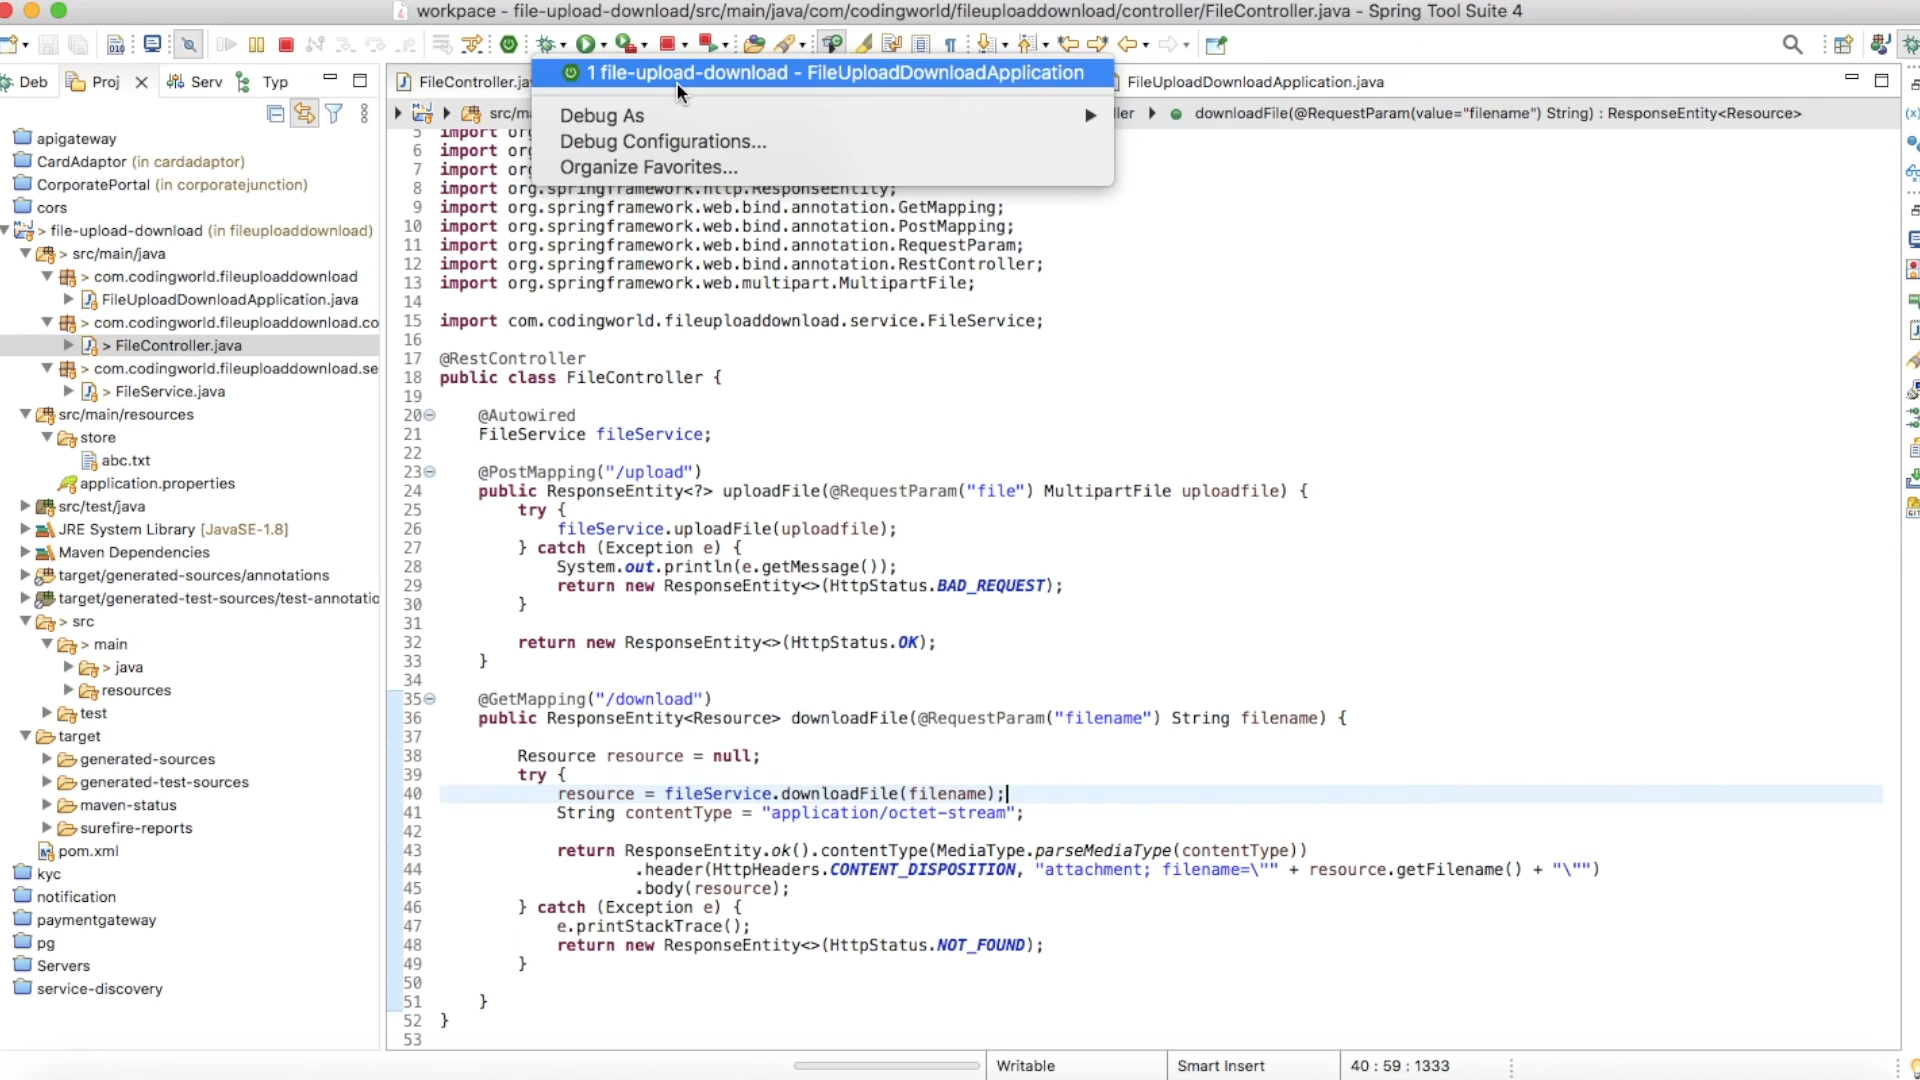 workpace - file-upload-download/src/main/java/com/codingworld/fileuploaddownload/controller/FileController.java - Spring Tool Suite 4
Deb
Proj
Serv
Typ
FileController.ja
FileUploadDownloadApplication.java
1 file-upload-download - FileUploadDownloadApplication
Debug As
Debug Configurations...
Organize Favorites...
src/m
ller
downloadFile(@RequestParam(value="filename") String) : ResponseEntity<Resource>
apigateway
CardAdaptor (in cardadaptor)
CorporatePortal (in corporatejunction)
cors
> file-upload-download (in fileuploaddownload)
> src/main/java
> com.codingworld.fileuploaddownload
FileUploadDownloadApplication.java
> com.codingworld.fileuploaddownload.co
> FileController.java
> com.codingworld.fileuploaddownload.se
> FileService.java
src/main/resources
store
abc.txt
application.properties
src/test/java
JRE System Library [JavaSE-1.8]
Maven Dependencies
target/generated-sources/annotations
target/generated-test-sources/test-annotatio
> src
> main
> java
resources
test
target
generated-sources
generated-test-sources
maven-status
surefire-reports
pom.xml
kyc
notification
paymentgateway
pg
Servers
service-discovery
5 import org
6 import org
7 import org
8 import org.springframework.http.ResponseEntity;
9 import org.springframework.web.bind.annotation.GetMapping;
10 import org.springframework.web.bind.annotation.PostMapping;
11 import org.springframework.web.bind.annotation.RequestParam;
12 import org.springframework.web.bind.annotation.RestController;
13 import org.springframework.web.multipart.MultipartFile;
14
15 import com.codingworld.fileuploaddownload.service.FileService;
16
17 @RestController
18 public class FileController {
19
20 @Autowired
21 FileService fileService;
22
23 @PostMapping("/upload")
24 public ResponseEntity<?> uploadFile(@RequestParam("file") MultipartFile uploadfile) {
25 try {
26 fileService.uploadFile(uploadfile);
27 } catch (Exception e) {
28 System.out.println(e.getMessage());
29 return new ResponseEntity<>(HttpStatus.BAD_REQUEST);
30 }
31
32 return new ResponseEntity<>(HttpStatus.OK);
33 }
34
35 @GetMapping("/download")
36 public ResponseEntity<Resource> downloadFile(@RequestParam("filename") String filename) {
37
38 Resource resource = null;
39 try {
40 resource = fileService.downloadFile(filename);
41 String contentType = "application/octet-stream";
42
43 return ResponseEntity.ok().contentType(MediaType.parseMediaType(contentType))
44 .header(HttpHeaders.CONTENT_DISPOSITION, "attachment; filename=\"" + resource.getFilename() + "\"")
45 .body(resource);
46 } catch (Exception e) {
47 e.printStackTrace();
48 return new ResponseEntity<>(HttpStatus.NOT_FOUND);
49 }
50
51 }
52 }
53
Writable
Smart Insert
40 : 59 : 1333